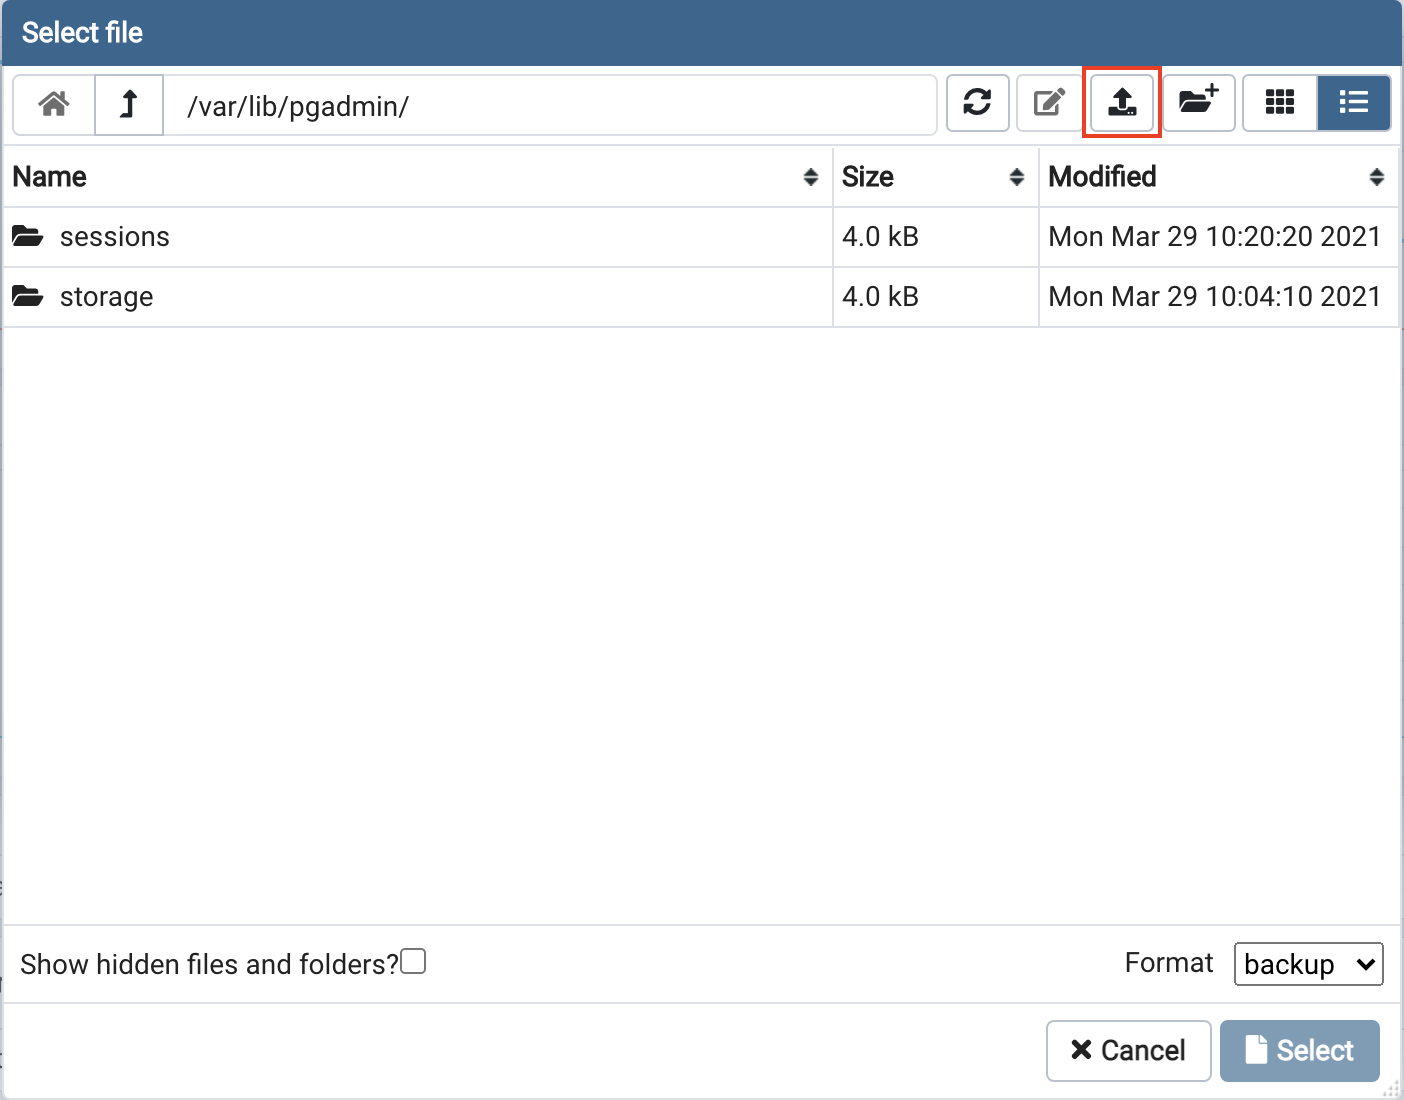 Select file
/var/lib/pgadmin/
Name Size Modified
sessions 4.0 kB Mon Mar 29 10:20:20 2021
storage 4.0 kB Mon Mar 29 10:04:10 2021
Show hidden files and folders? Format backup
Cancel Select